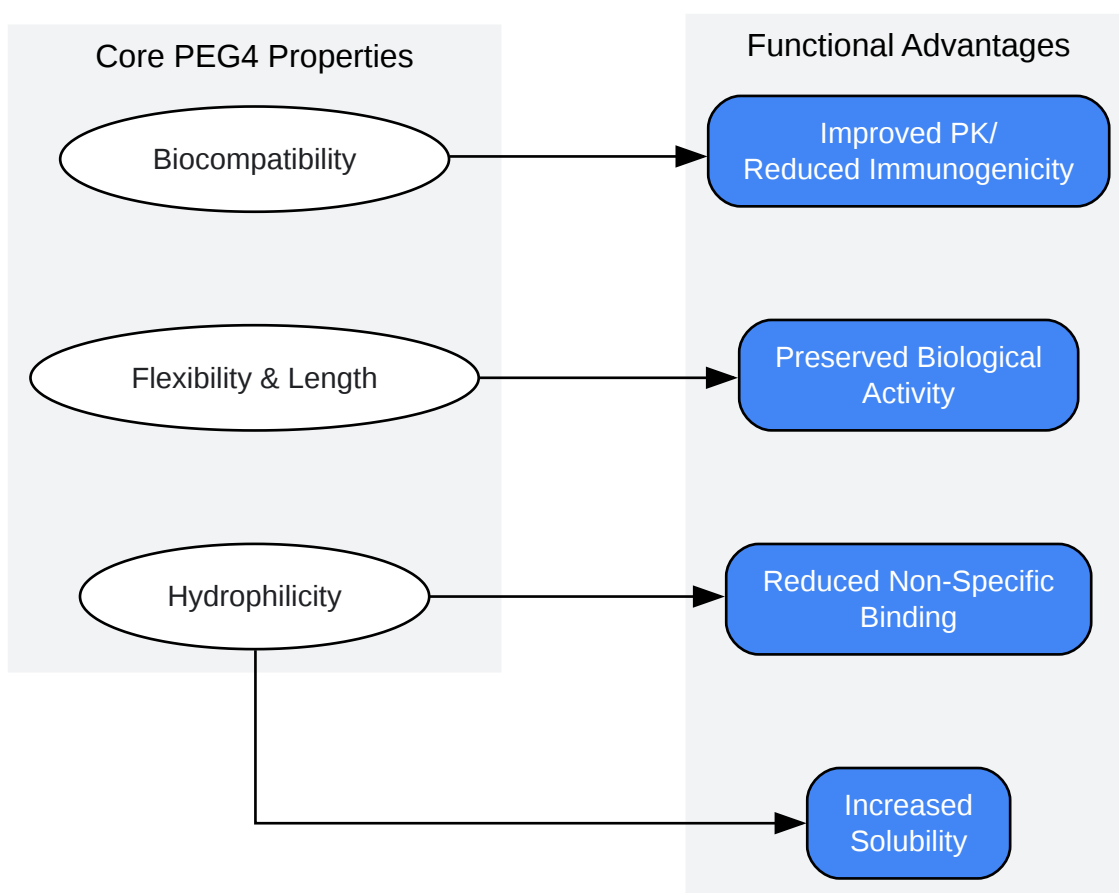 Core PEG4 Properties
Functional Advantages
Biocompatibility
Improved PK/
Reduced Immunogenicity
Flexibility & Length
Preserved Biological
Activity
Hydrophilicity
Reduced Non-Specific
Binding
Increased
Solubility